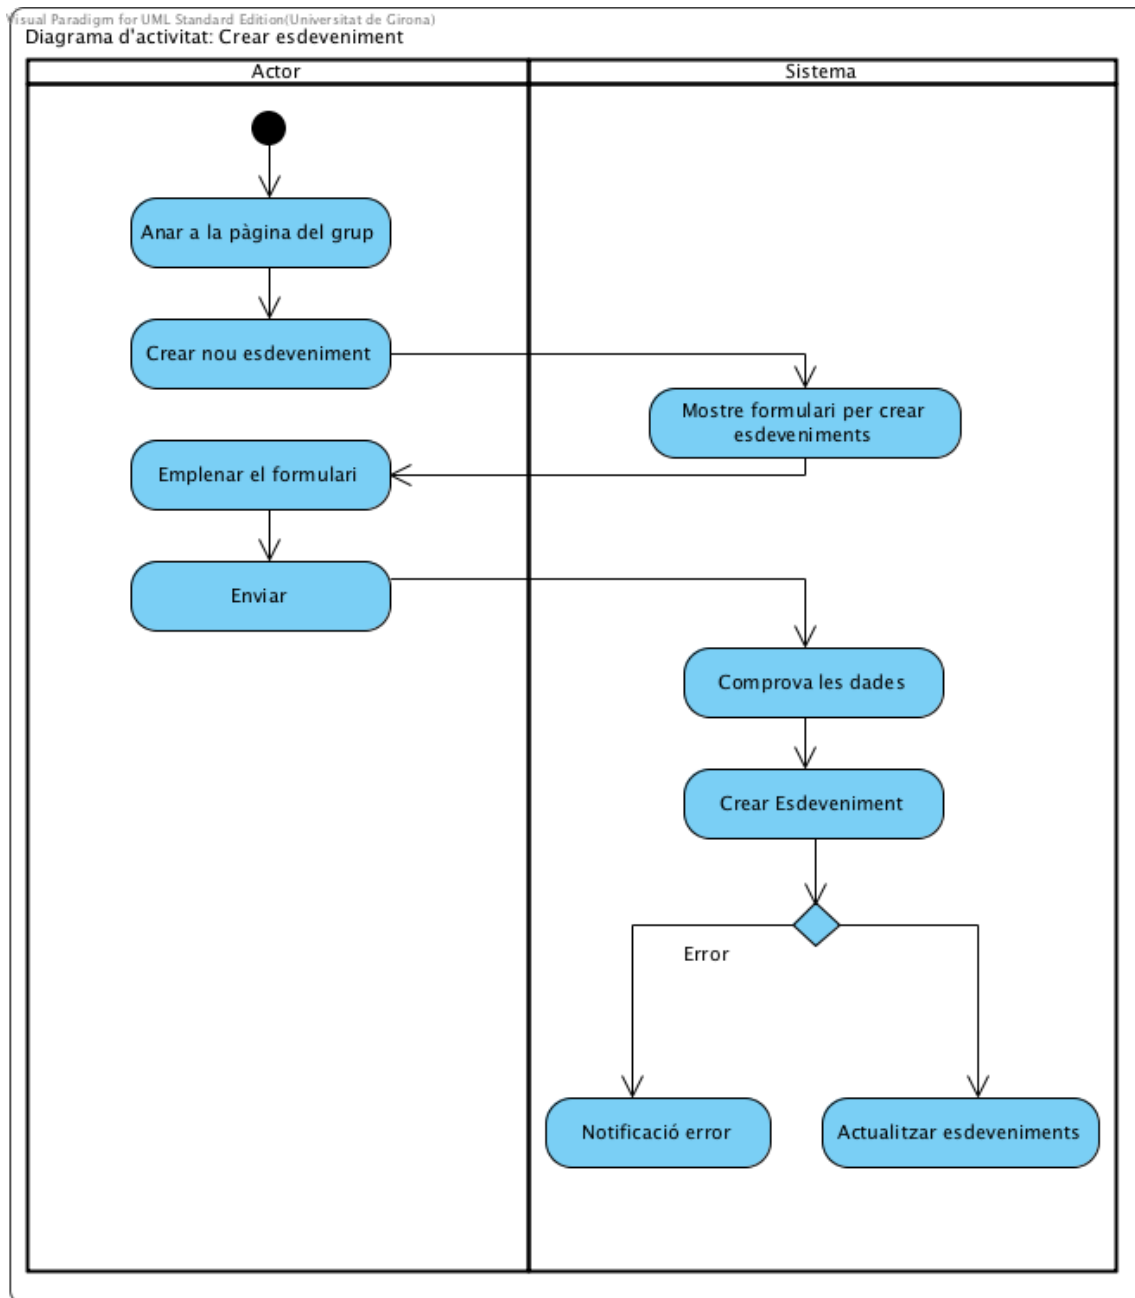 Visual Paradigm for UML Standard Edition(Universitat de Girona)
Diagrama d'activitat: Crear esdeveniment
Actor
Sistema
Anar a la pàgina del grup
Crear nou esdeveniment
Mostre formulari per crear
esdeveniments
Emplenar el formulari
Enviar
Comprova les dades
Crear Esdeveniment
Error
Notificació error
Actualitzar esdeveniments